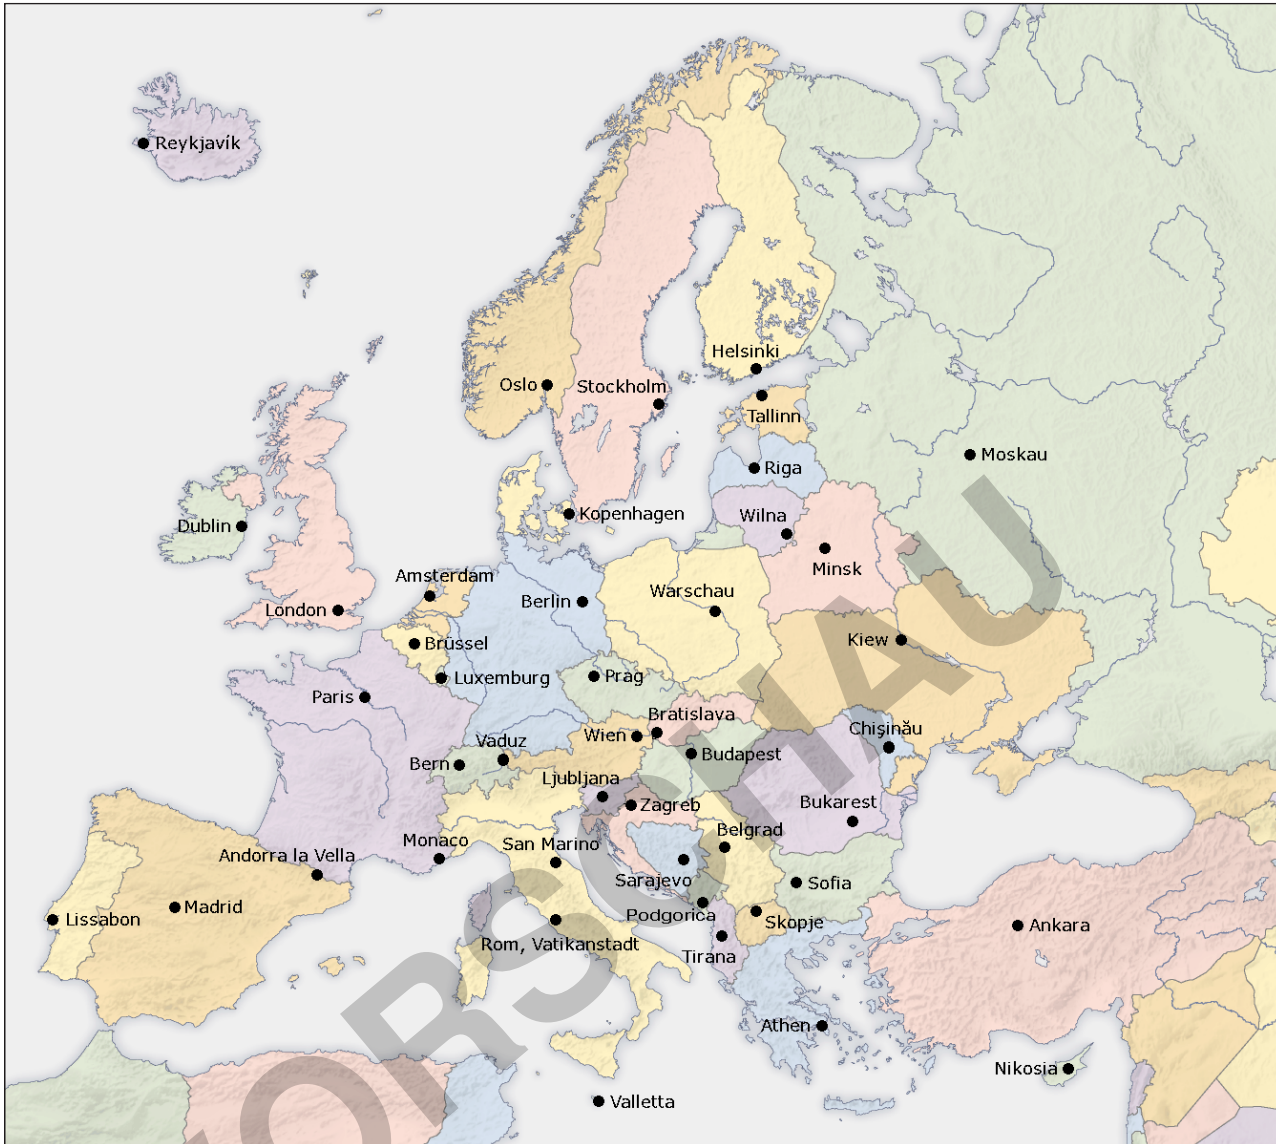 Reykjavík
Helsinki
Oslo
Stockholm
Tallinn
Moskau
Riga
Kopenhagen
Wilna
Dublin
Minsk
Amsterdam
Berlin
Warschau
London
Kiew
Brüssel
Luxemburg
Prag
Paris
Bratislava
Chişinău
Wien
Vaduz
Budapest
Bern
Ljubljana
Zagreb
Bukarest
Belgrad
Monaco
San Marino
Andorra la Vella
Sarajevo
Sofia
Madrid
Podgorica
Lissabon
Skopje
Ankara
Rom, Vatikanstadt
Tirana
Athen
Nikosia
Valletta
ORSCHAU